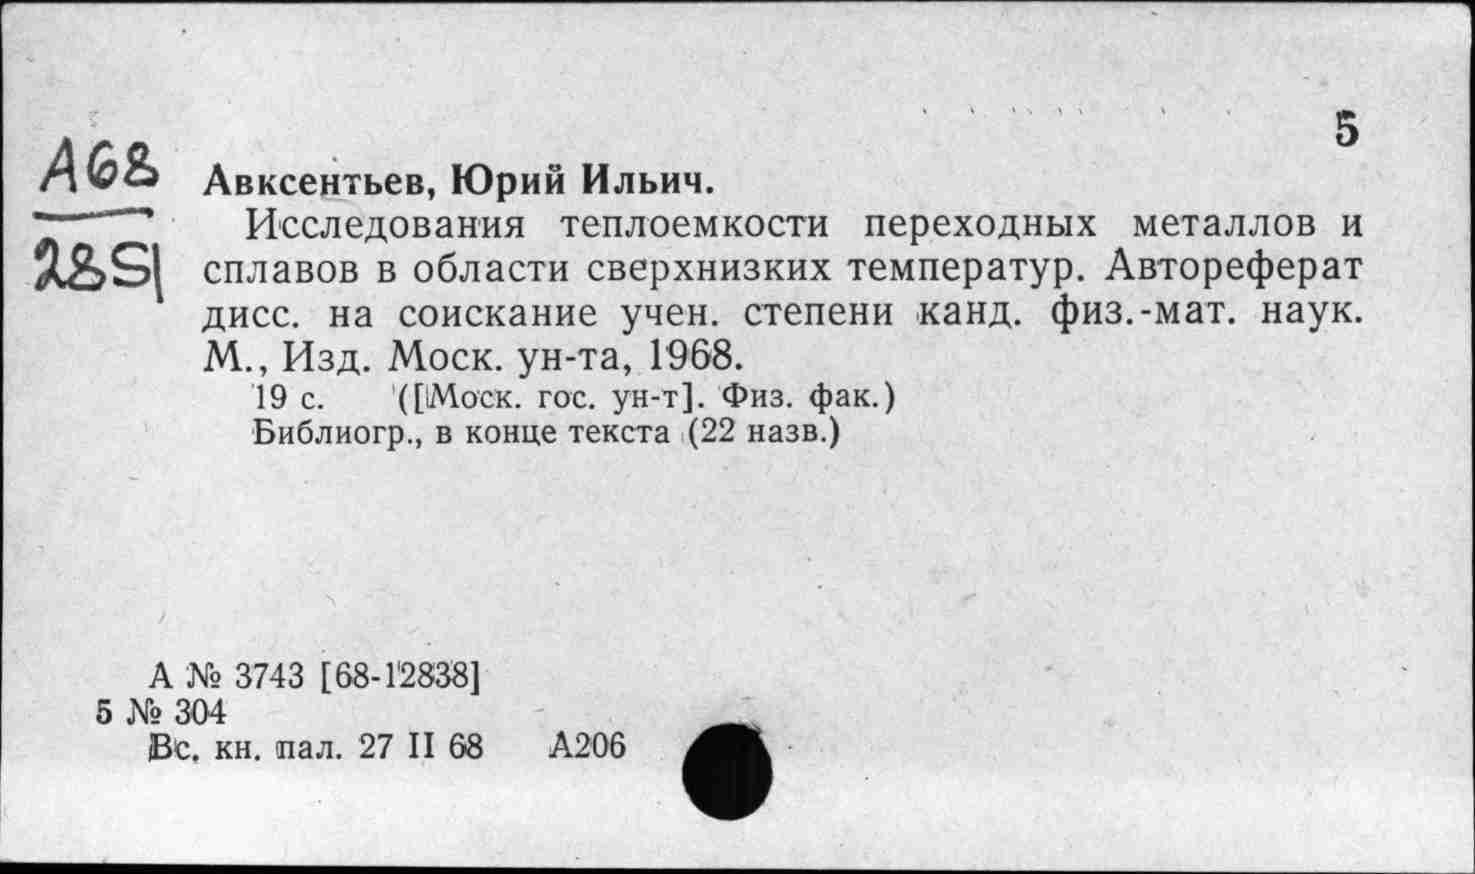 5
А68
Авксентьев, Юрий Ильич.
Исследования теплоемкости переходных металлов и
сплавов в области сверхнизких температур. Автореферат
дисс. на соискание учен. степени канд. физ.-мат. наук.
М., Изд. Моск. ун-та, 1968.
19 с. ([Моск. гос. ун-т]. Физ. фак.)
Библиогр., в конце текста (22 назв.)
А № 3743 [68-12838]
5 № 304
Вс. кн. пал. 27 II 68 А206